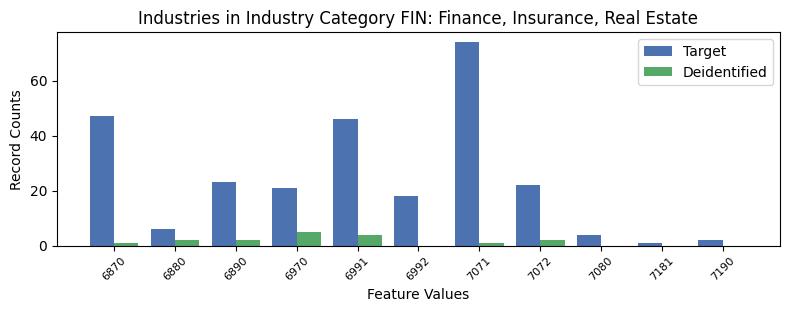 Industries in Industry Category FIN: Finance, Insurance, Real Estate
Target
Deidentified
Record Counts
60
40
20
0
6870 6880 6890 6970 6991 6992 7071 7072 7080 7181 7190
Feature Values